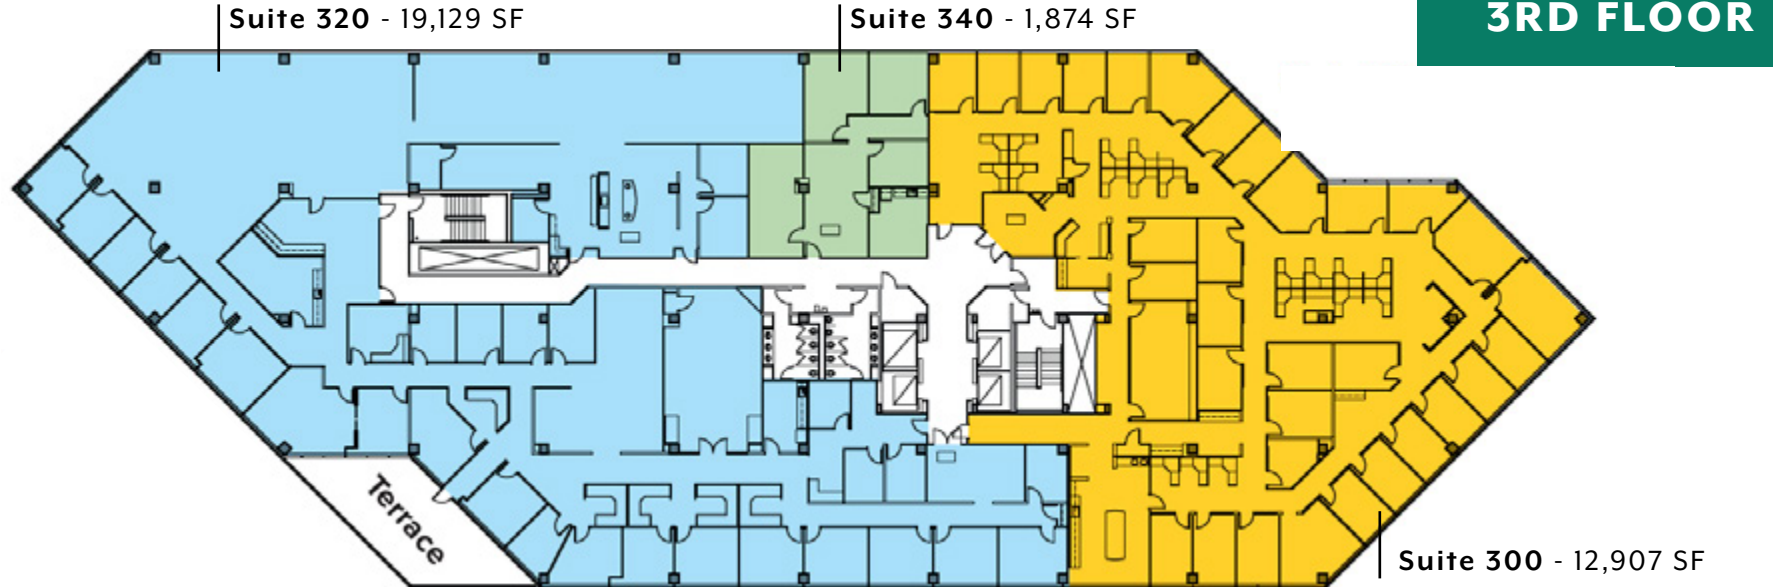 Suite 320 - 19,129 SF
Suite 340 - 1,874 SF
3RD FLOOR
Terrace
Suite 300 - 12,907 SF